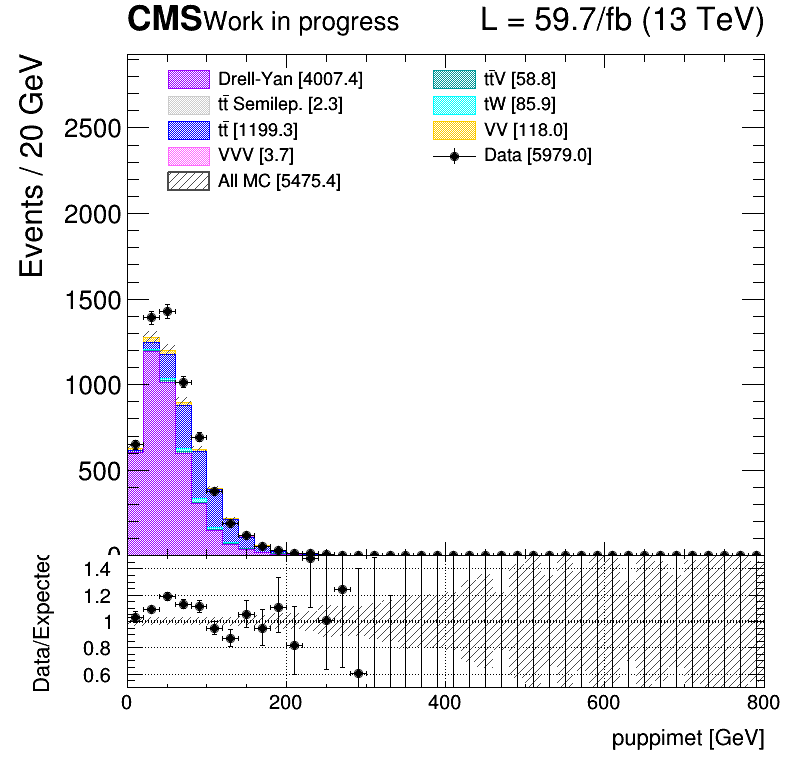 CMS Work in progress L = 59.7/fb (13 TeV)
Events / 20 GeV
Drell-Yan [4007.4]
tt̄ Semilep. [2.3]
tt̄ [1199.3]
VVV [3.7]
All MC [5475.4]
tt̄V [58.8]
tW [85.9]
VV [118.0]
Data [5979.0]
2500
2000
1500
1000
500
0
Data/Expected
1.4
1.2
1
0.8
0.6
0 200 400 600 800
puppimet [GeV]